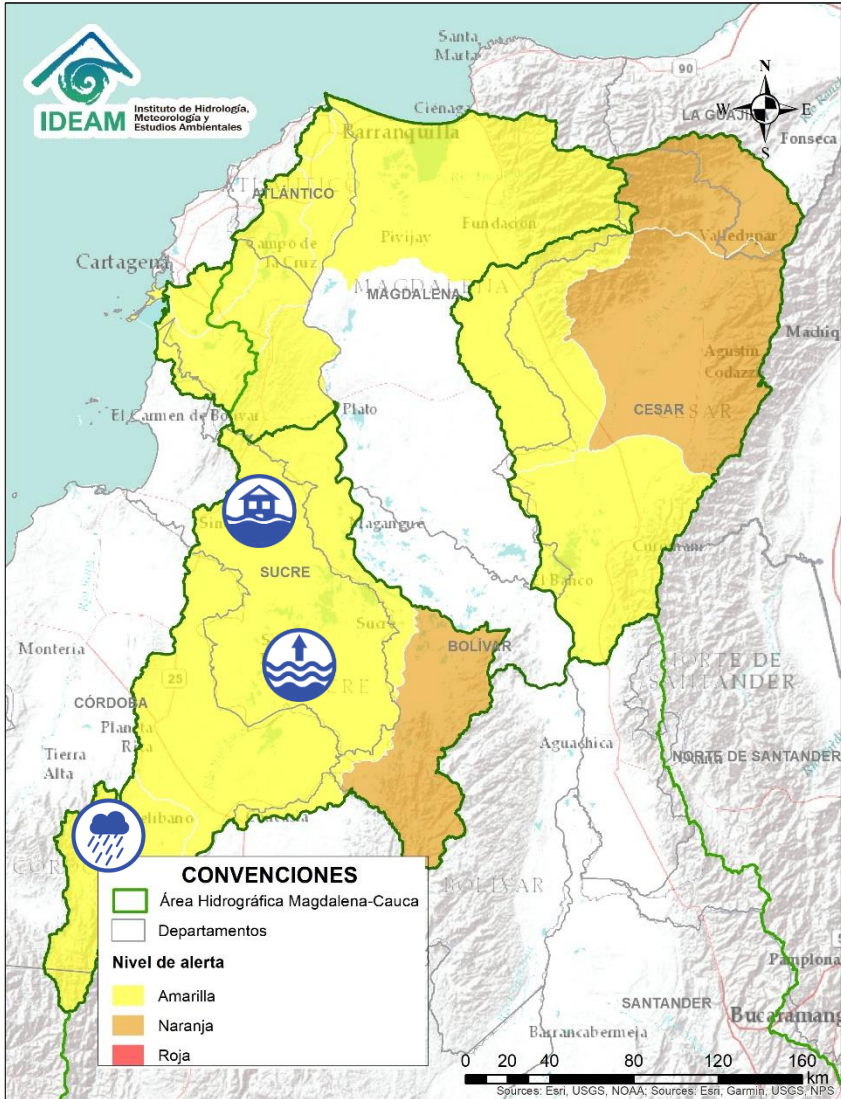 Santa
Marta
90
N
W E
S
IDEAM
Instituto de Hidrología,
Meteorología y
Estudios Ambientales
Ciénaga
Barranquilla
LA GUAJIRA
Fonseca
ATLÁNTICO
Fundación
Pivijay
Campo de
la Cruz
Valledupar
Cartagena
MAGDALENA
MAGDALENA
Agustín
Codazzi
CESAR
CESAR
El Carmen de Bolívar
Plato
Magangue
SUCRE
El Banco
Sucre
BOLÍVAR
Montería
25
NORTE DE
SANTANDER
CÓRDOBA
Planeta
Rica
Tierra
Alta
Aguachica
NORTE DE SANTANDER
BOLÍVAR
CONVENCIONES
Área Hidrográfica Magdalena-Cauca
Departamentos
Nivel de alerta
Amarilla
Naranja
Roja
Pamplona
SANTANDER
Bucaramang
Barrancabermeja
0 20 40 80 120 160
km
Sources: Esri, USGS, NOAA; Sources: Esri, Garmin, USGS, NPS